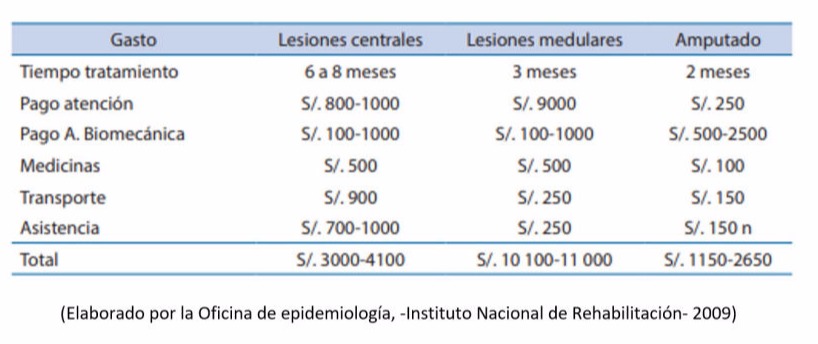 Gasto Lesiones centrales Lesiones medulares Amputado
Tiempo tratamiento 6 a 8 meses 3 meses 2 meses
Pago atención S/. 800-1000 S/. 9000 S/. 250
Pago A. Biomecánica S/. 100-1000 S/. 100-1000 S/. 500-2500
Medicinas S/. 500 S/. 500 S/. 100
Transporte S/. 900 S/. 250 S/. 150
Asistencia S/. 700-1000 S/. 250 S/. 150 n
Total S/. 3000-4100 S/. 10 100-11 000 S/. 1150-2650
(Elaborado por la Oficina de epidemiología, -Instituto Nacional de Rehabilitación- 2009)